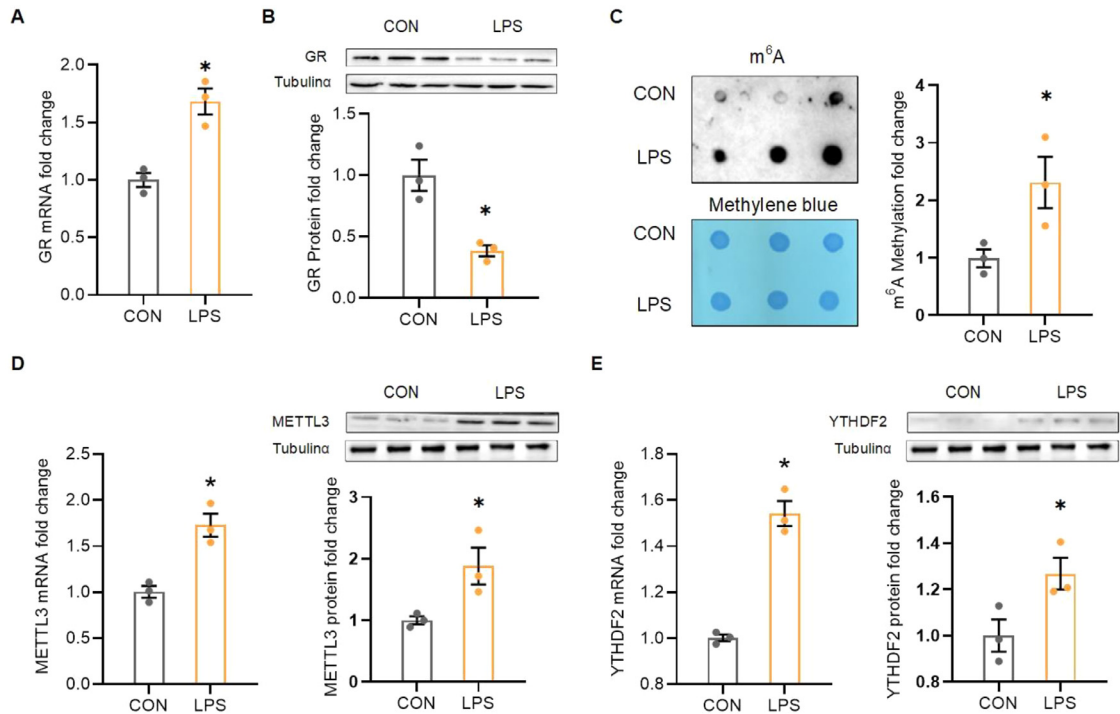 A
GR mRNA fold change
2.0
1.5
1.0
0.5
0.0
*
CON LPS
B
CON LPS
GR
Tubulinα
GR Protein fold change
1.5
1.0
0.5
0.0
*
CON LPS
C
m⁶A
CON
LPS
Methylene blue
CON
LPS
m⁶A Methylation fold change
4
3
2
1
0
*
CON LPS
D
METTL3 mRNA fold change
2.5
2.0
1.5
1.0
0.5
0.0
*
CON LPS
CON LPS
METTL3
Tubulinα
METTL3 protein fold change
3
2
1
0
*
CON LPS
E
YTHDF2 mRNA fold change
1.8
1.6
1.4
1.2
1.0
0.8
*
CON LPS
CON LPS
YTHDF2
Tubulinα
YTHDF2 protein fold change
1.6
1.4
1.2
1.0
0.8
*
CON LPS